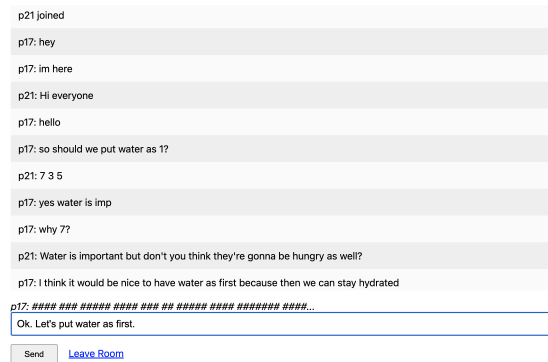 p21 joined
p17: hey
p17: im here
p21: Hi everyone
p17: hello
p17: so should we put water as 1?
p21: 7 3 5
p17: yes water is imp
p17: why 7?
p21: Water is important but don't you think they're gonna be hungry as well?
p17: I think it would be nice to have water as first because then we can stay hydrated
p17: #### ### ##### #### ### ## ##### #### ####### ####...
Ok. Let's put water as first.
Send Leave Room